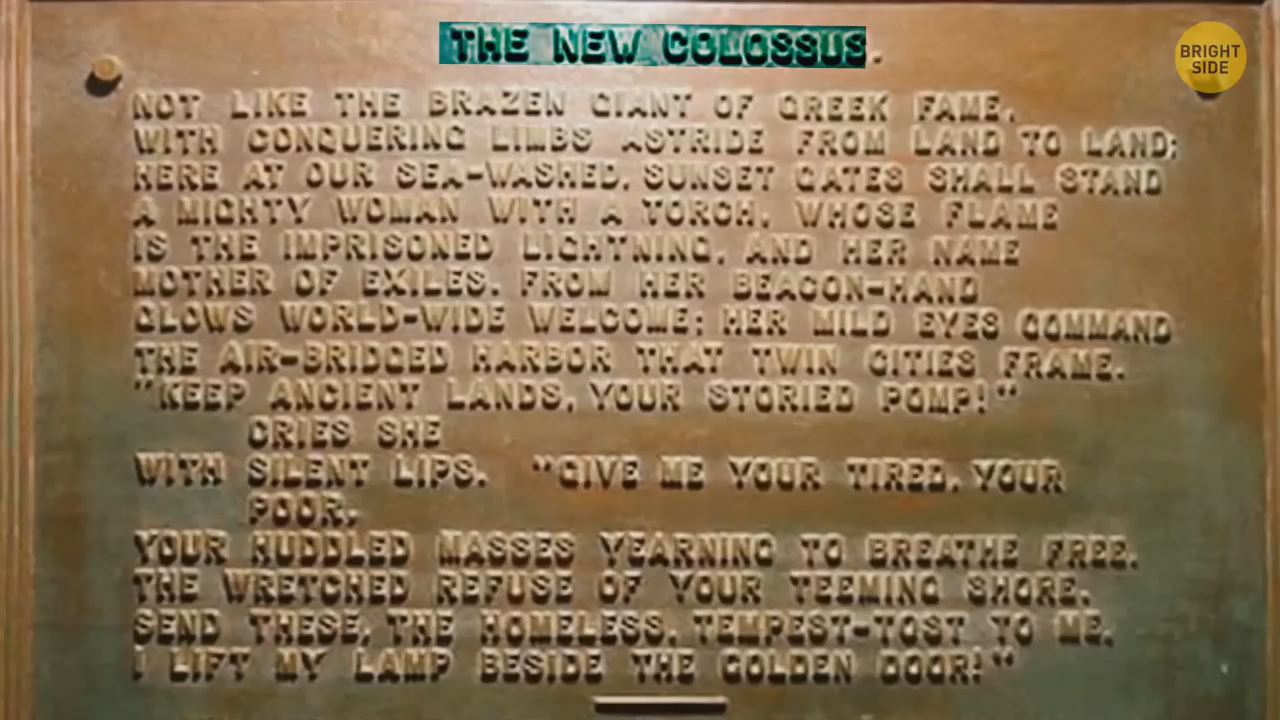 THE NEW COLOSSUS.
NOT LIKE THE BRAZEN GIANT OF GREEK FAME,
WITH CONQUERING LIMBS ASTRIDE FROM LAND TO LAND;
HERE AT OUR SEA-WASHED, SUNSET GATES SHALL STAND
A MIGHTY WOMAN WITH A TORCH, WHOSE FLAME
IS THE IMPRISONED LIGHTNING, AND HER NAME
MOTHER OF EXILES. FROM HER BEACON-HAND
GLOWS WORLD-WIDE WELCOME; HER MILD EYES COMMAND
THE AIR-BRIDGED HARBOR THAT TWIN CITIES FRAME.
"KEEP ANCIENT LANDS, YOUR STORIED POMP!"
CRIES SHE
WITH SILENT LIPS. "GIVE ME YOUR TIRED, YOUR
POOR,
YOUR HUDDLED MASSES YEARNING TO BREATHE FREE,
THE WRETCHED REFUSE OF YOUR TEEMING SHORE.
SEND THESE, THE HOMELESS, TEMPEST-TOST TO ME,
I LIFT MY LAMP BESIDE THE GOLDEN DOOR!"
BRIGHT
SIDE